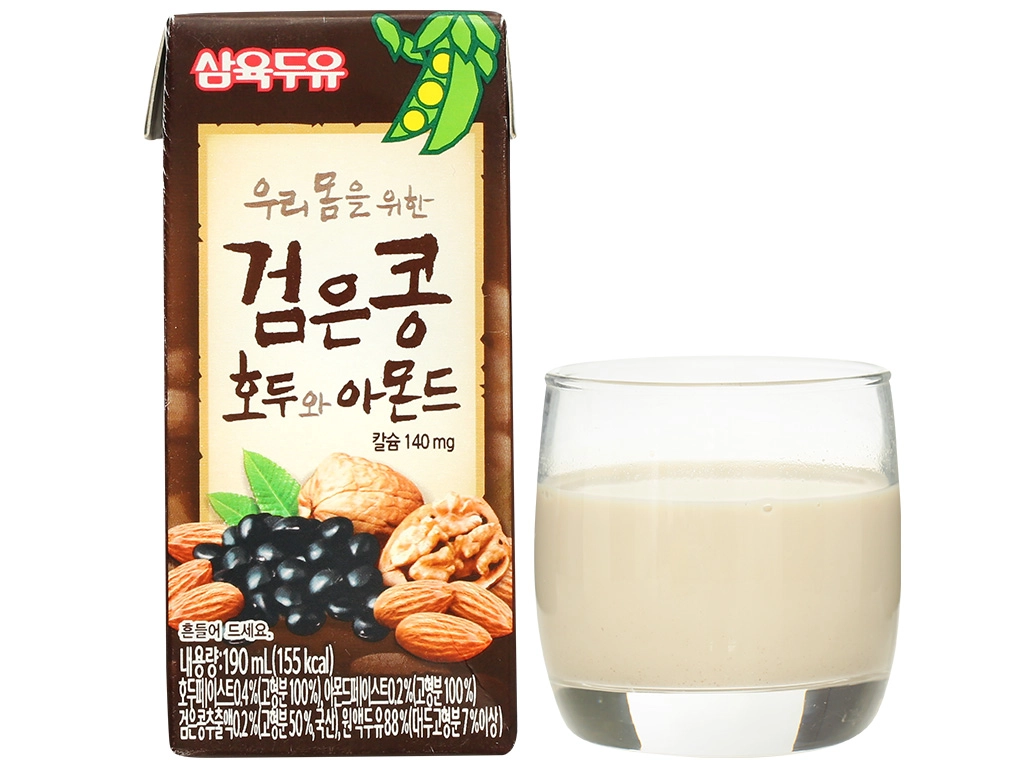 삼육두유
우리 몸을 위한
검은콩
호두와 아몬드
칼슘 140 mg
흔들어 드세요.
내용량:190 mL(155 kcal)
호두페이스트0.4%(고형분 100%), 아몬드페이스트0.2%(고형분 100%)
검은콩추출액0.2%(고형분 50%, 국산), 원액두유88%(대두고형분 7%이상)